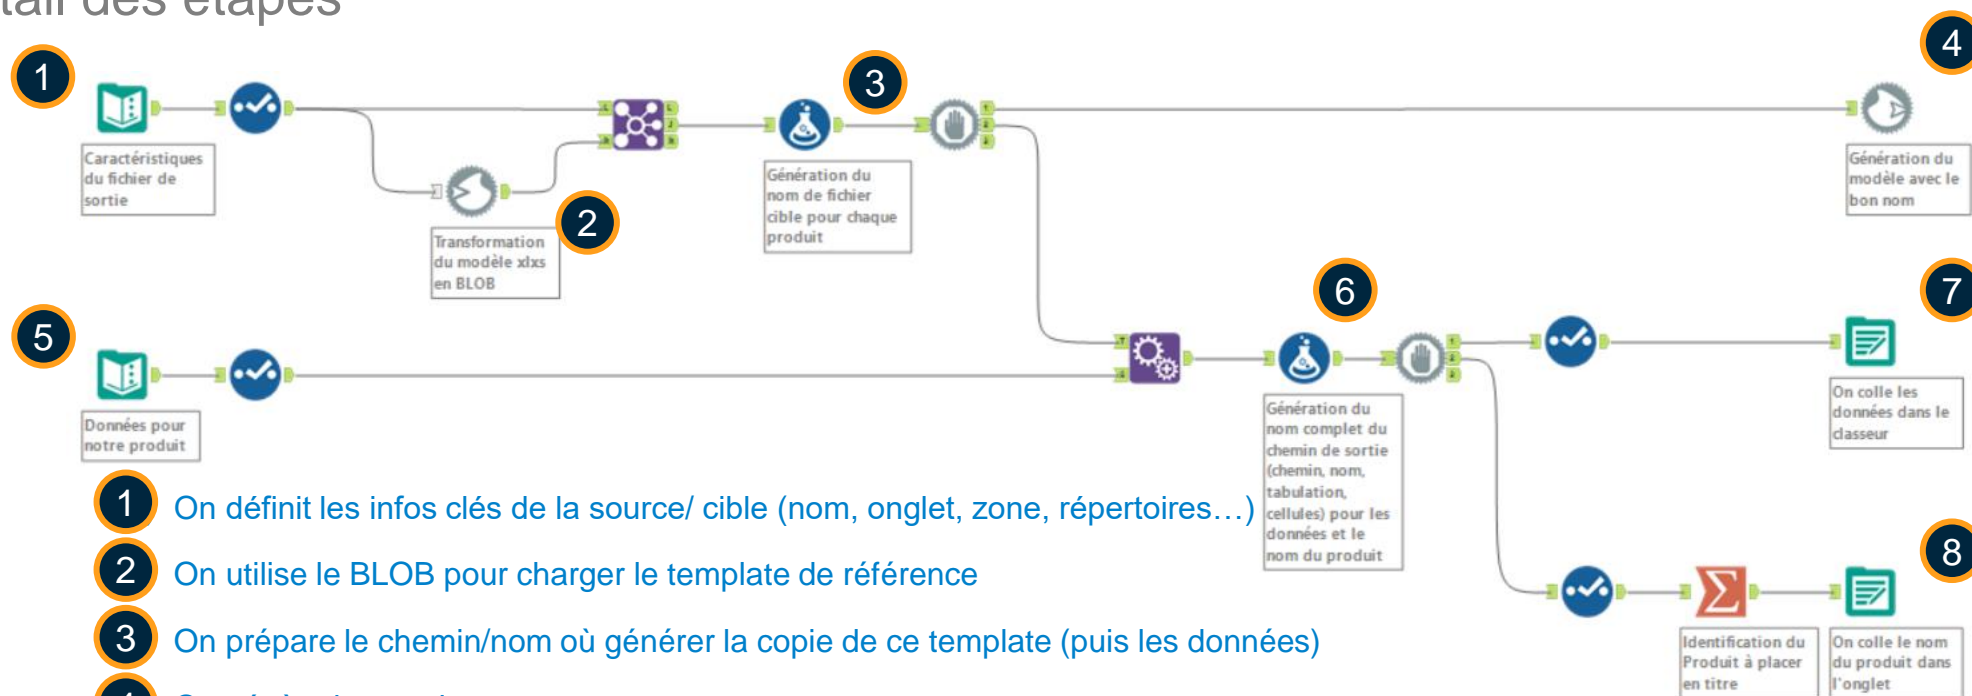 tail des étapes
1
3
4
Caractéristiques
du fichier de
sortie
2
Transformation
du modèle xlxs
en BLOB
Génération du
nom de fichier
cible pour chaque
produit
Génération du
modèle avec le
bon nom
5
6
7
Données pour
notre produit
Génération du
nom complet du
chemin de sortie
(chemin, nom,
tabulation,
cellules) pour les
données et le
nom du produit
On colle les
données dans le
classeur
8
Identification du
Produit à placer
en titre
On colle le nom
du produit dans
l'onglet
1 On définit les infos clés de la source/ cible (nom, onglet, zone, répertoires…)
2 On utilise le BLOB pour charger le template de référence
3 On prépare le chemin/nom où générer la copie de ce template (puis les données)